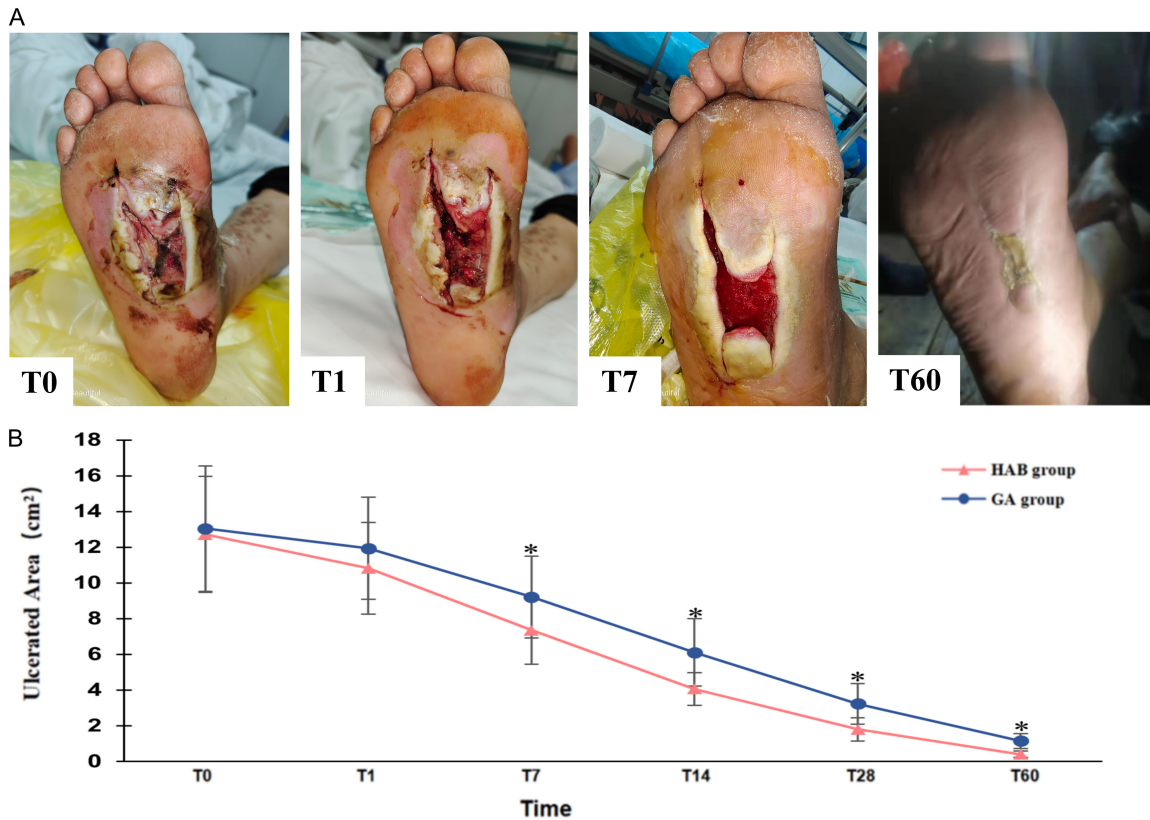 A
T0
T1
T7
T60
B
18
16
14
12
10
8
6
4
2
0
Ulcerated Area (cm²)
HAB group
GA group
*
*
*
*
T0
T1
T7
T14
T28
T60
Time